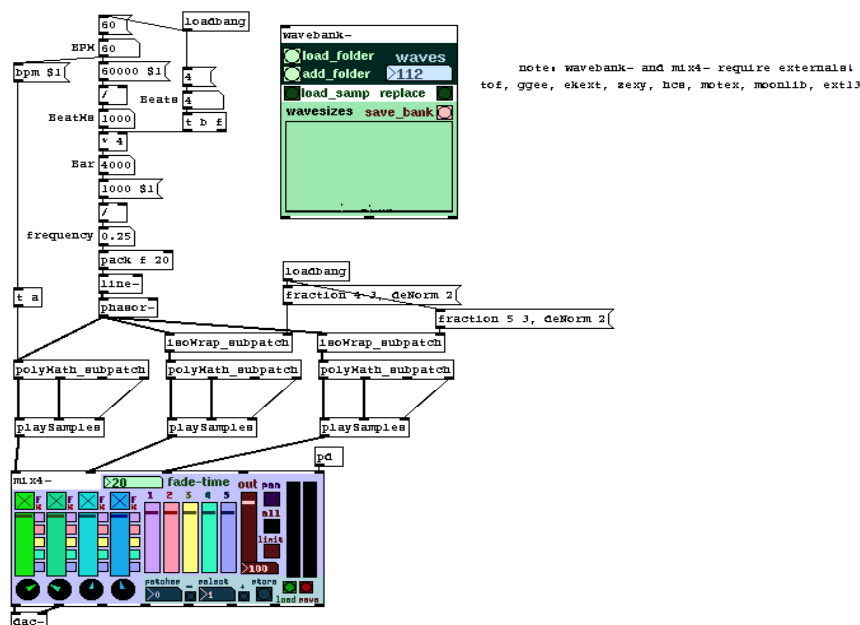 60
loadbang
BPM
60
bpm $1
60000 $1
4
/
Beats
4
BeatMs
1000
t b f
* 4
Bar
4000
1000 $1
/
frequency
0.25
pack f 20
line~
t a
phasor~
wavebank~
load_folder
waves
add_folder
112
load_samp
replace
wavesizes
save_bank
note: wavebank~ and mix4~ require externals!
tof, ggee, ekext, zexy, hcs, motex, moonlib, ext13
loadbang
fraction 4 3, deNorm 2
fraction 5 3, deNorm 2
isoWrap_subpatch
isoWrap_subpatch
polyMath_subpatch
polyMath_subpatch
polyMath_subpatch
playSamples
playSamples
playSamples
pd
mix4~
20
fade-time
out
pan
1 2 3 4 5
all
limit
100
patches
select
store
0
-
1
+
load
save
dac~